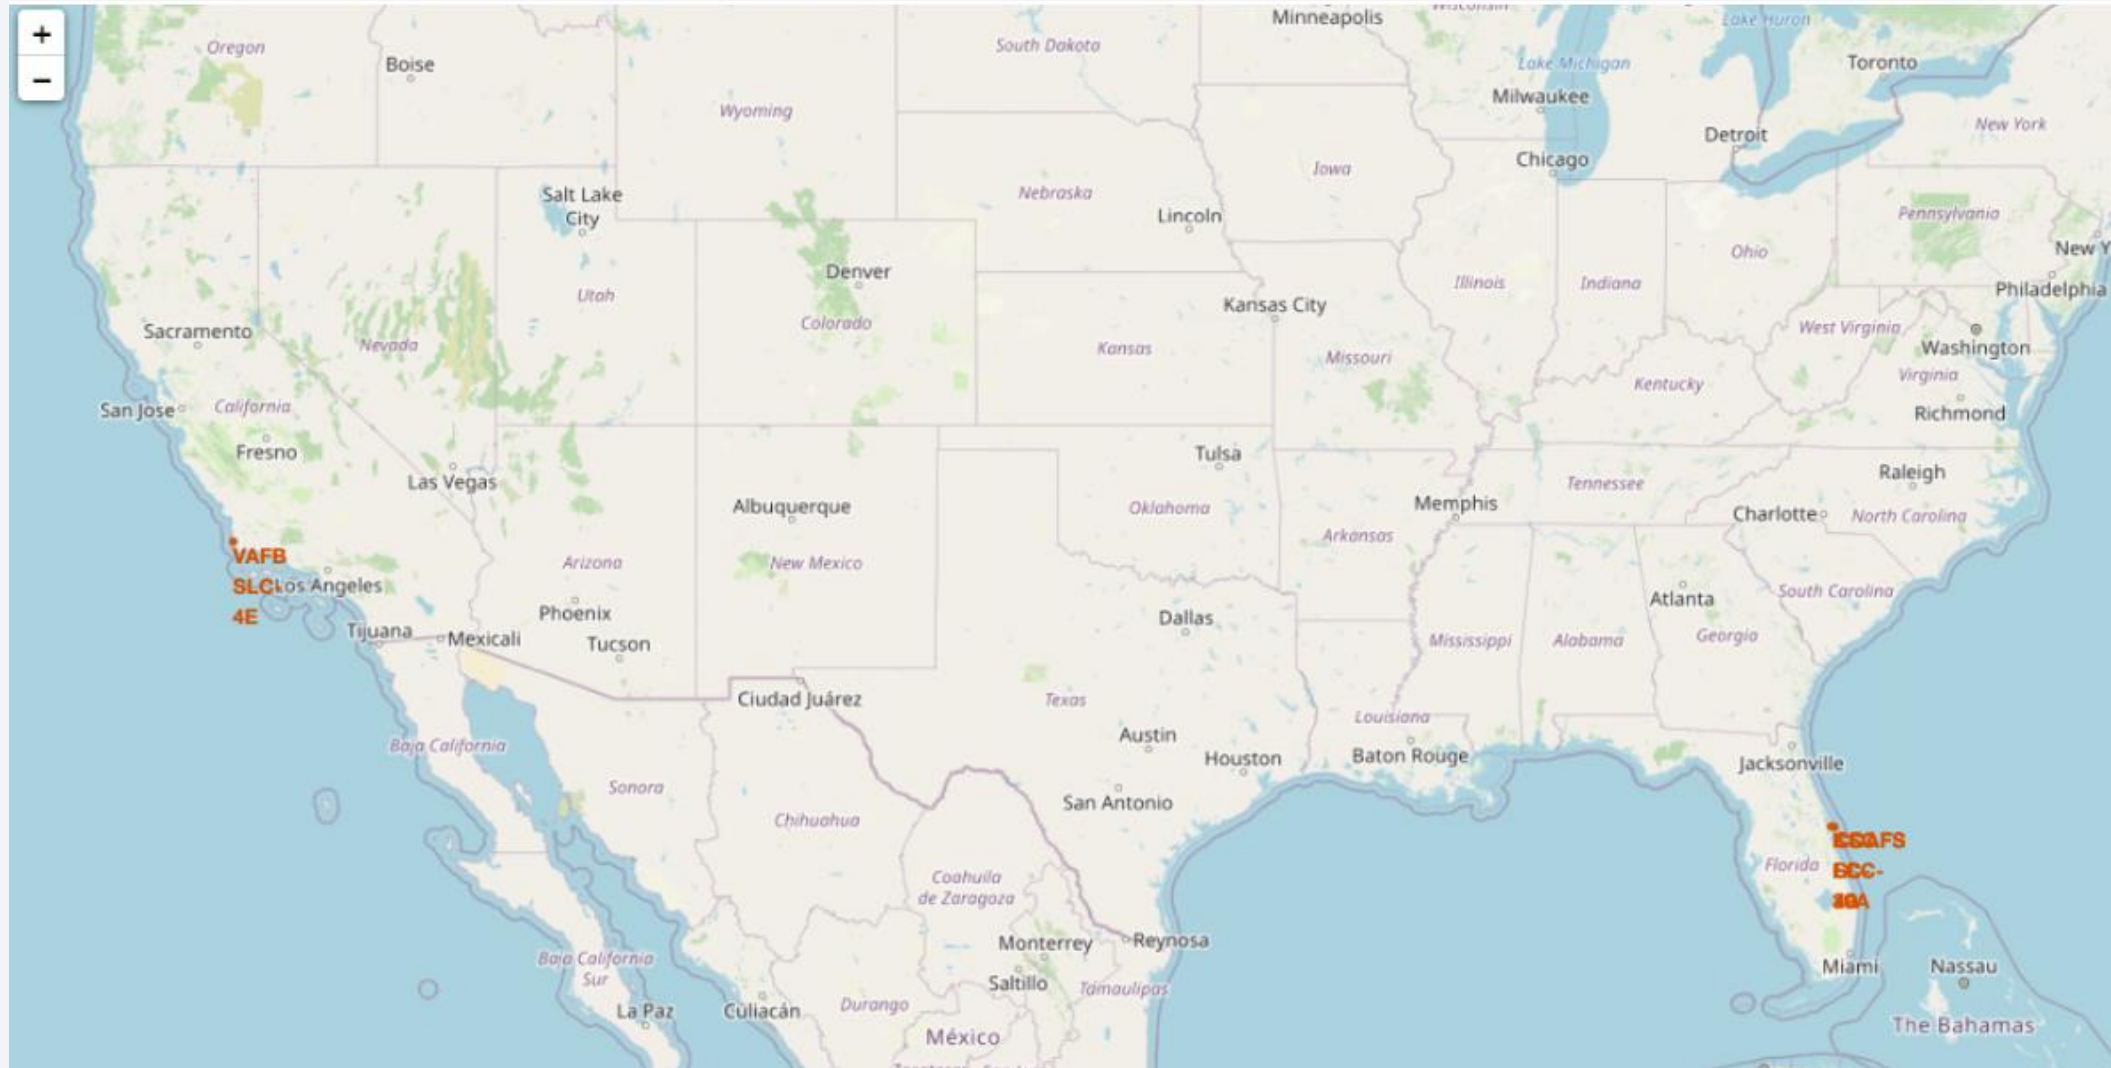 +
−
Oregon
Boise
South Dakota
Minneapolis
Wisconsin
Lake Huron
Lake Michigan
Toronto
Wyoming
Milwaukee
Detroit
New York
Chicago
Iowa
Nebraska
Salt Lake
City
Lincoln
Pennsylvania
New Y
Ohio
Denver
Utah
Illinois
Indiana
Philadelphia
Kansas City
Colorado
Sacramento
Nevada
West Virginia
Washington
Kansas
Missouri
Virginia
Kentucky
San Jose
California
Richmond
Fresno
Las Vegas
Tulsa
Raleigh
Tennessee
Albuquerque
Oklahoma
Memphis
Charlotte
North Carolina
Arkansas
VAFB
SLC-
4E
Los Angeles
Arizona
New Mexico
Phoenix
Tucson
Dallas
Atlanta
South Carolina
Tijuana
Mexicali
Mississippi
Alabama
Georgia
Ciudad Juárez
Texas
Louisiana
Baja California
Austin
Houston
Baton Rouge
Jacksonville
Sonora
San Antonio
Chihuahua
Florida
Coahuila
de Zaragoza
Monterrey
Reynosa
Saltillo
Tamaulipas
Miami
Nassau
Baja California
Sur
La Paz
Culiacán
Durango
México
The Bahamas